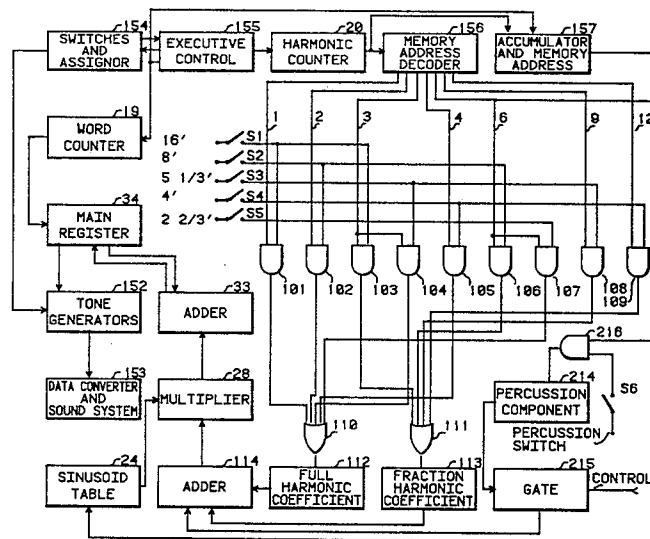 154
SWITCHES
AND
ASSIGNOR
155
EXECUTIVE
CONTROL
20
HARMONIC
COUNTER
156
MEMORY
ADDRESS
DECODER
157
ACCUMULATOR
AND MEMORY
ADDRESS
19
WORD
COUNTER
1
2
3
4
6
9
12
16'
S1
8'
S2
5 1/3'
S3
4'
S4
2 2/3'
S5
34
MAIN
REGISTER
101
102
103
104
105
106
107
108
109
152
TONE
GENERATORS
33
ADDER
216
153
DATA CONVERTER
AND
SOUND SYSTEM
28
MULTIPLIER
214
PERCUSSION
COMPONENT
S6
PERCUSSION
SWITCH
110
111
24
SINUSOID
TABLE
114
ADDER
112
FULL
HARMONIC
COEFFICIENT
113
FRACTION
HARMONIC
COEFFICIENT
215
GATE
CONTROL